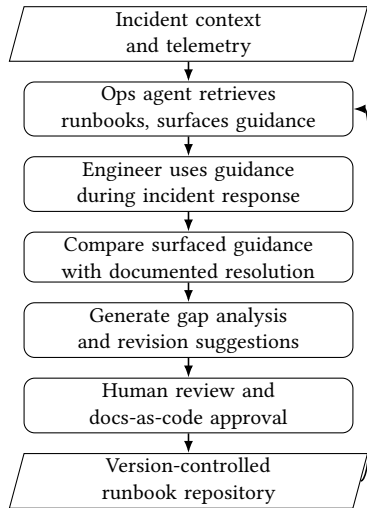 Incident context
and telemetry
Ops agent retrieves
runbooks, surfaces guidance
Engineer uses guidance
during incident response
Compare surfaced guidance
with documented resolution
Generate gap analysis
and revision suggestions
Human review and
docs-as-code approval
Version-controlled
runbook repository